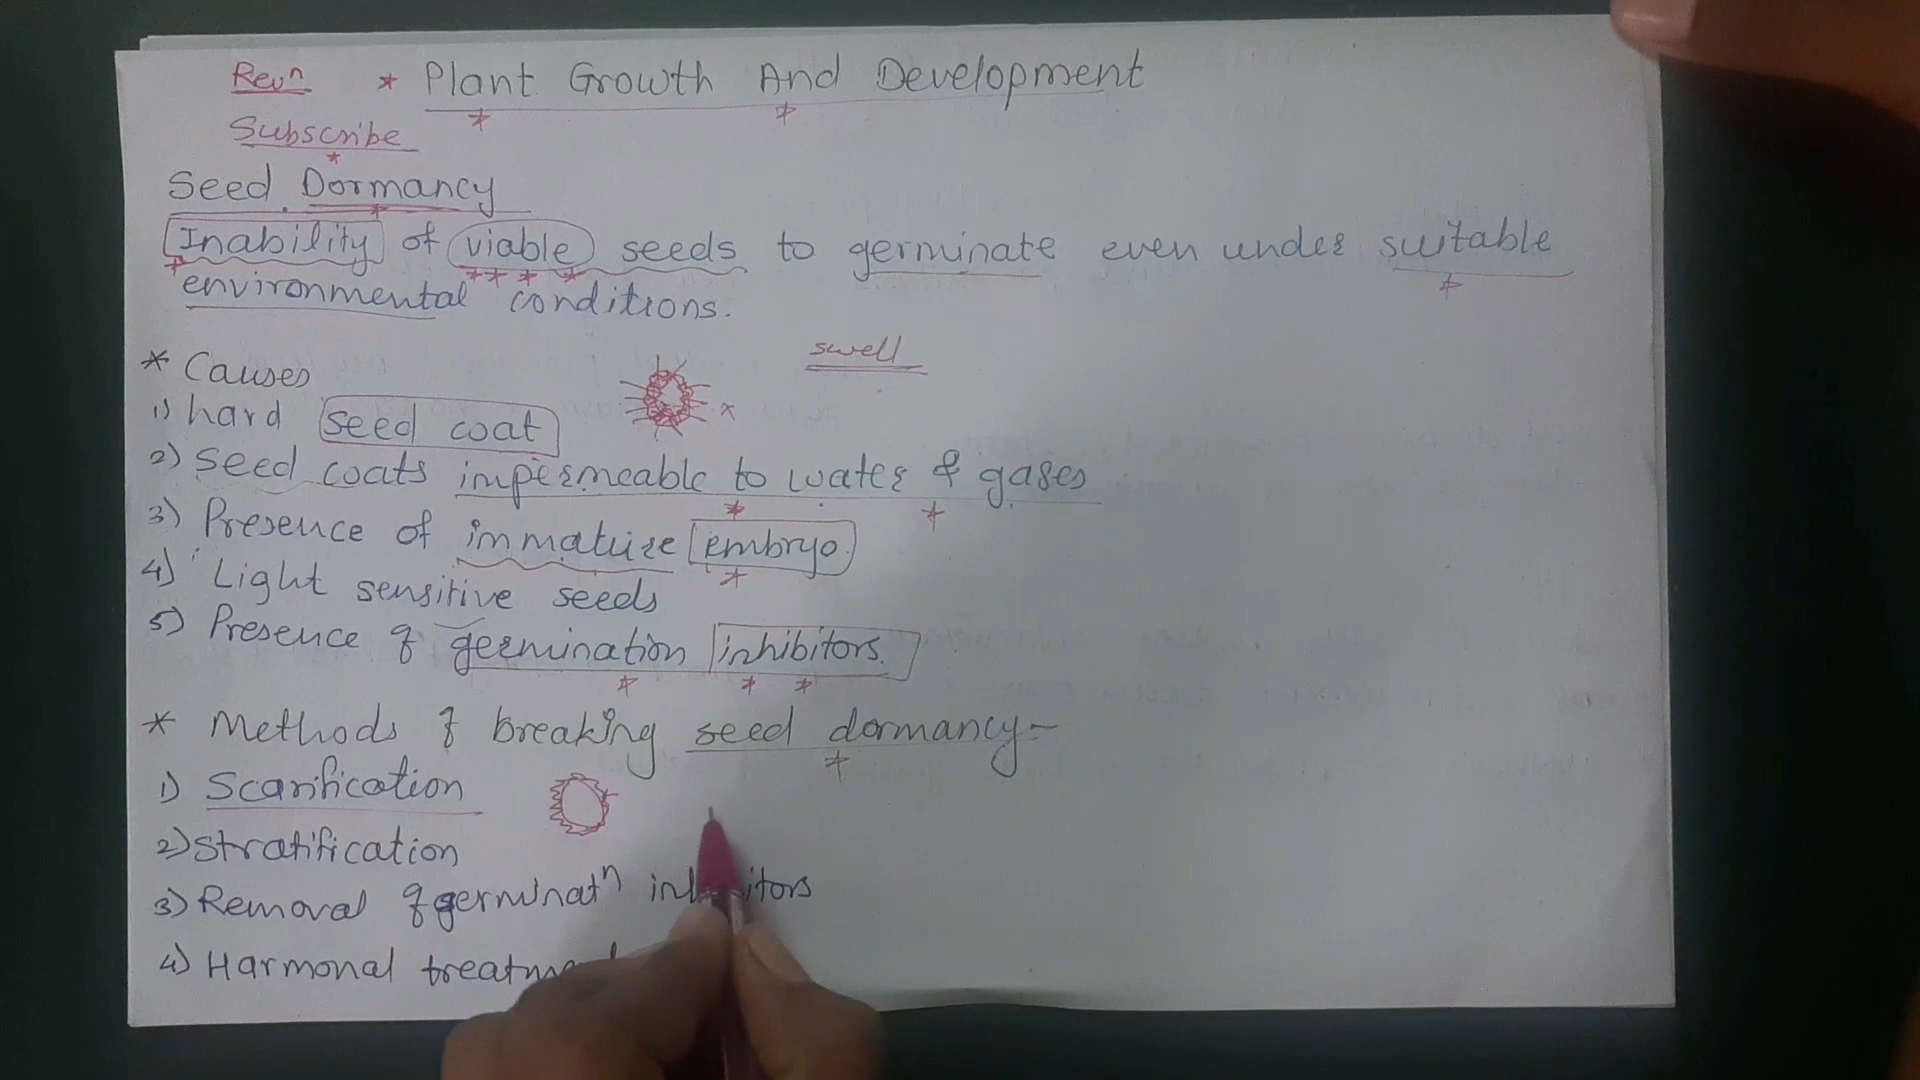 Revn * Plant Growth And Development
Subscribe
Seed Dormancy
Inability of viable seeds to germinate even under suitable
environmental conditions.
swell
* Causes
1) hard seed coat
2) Seed coats impermeable to water & gases
3) Presence of immature embryo.
4) Light sensitive seeds
5) Presence of germination inhibitors.
* Methods of breaking seed dormancy-
1) Scarification
2) Stratification
3) Removal of germinatn
4) Harmonal